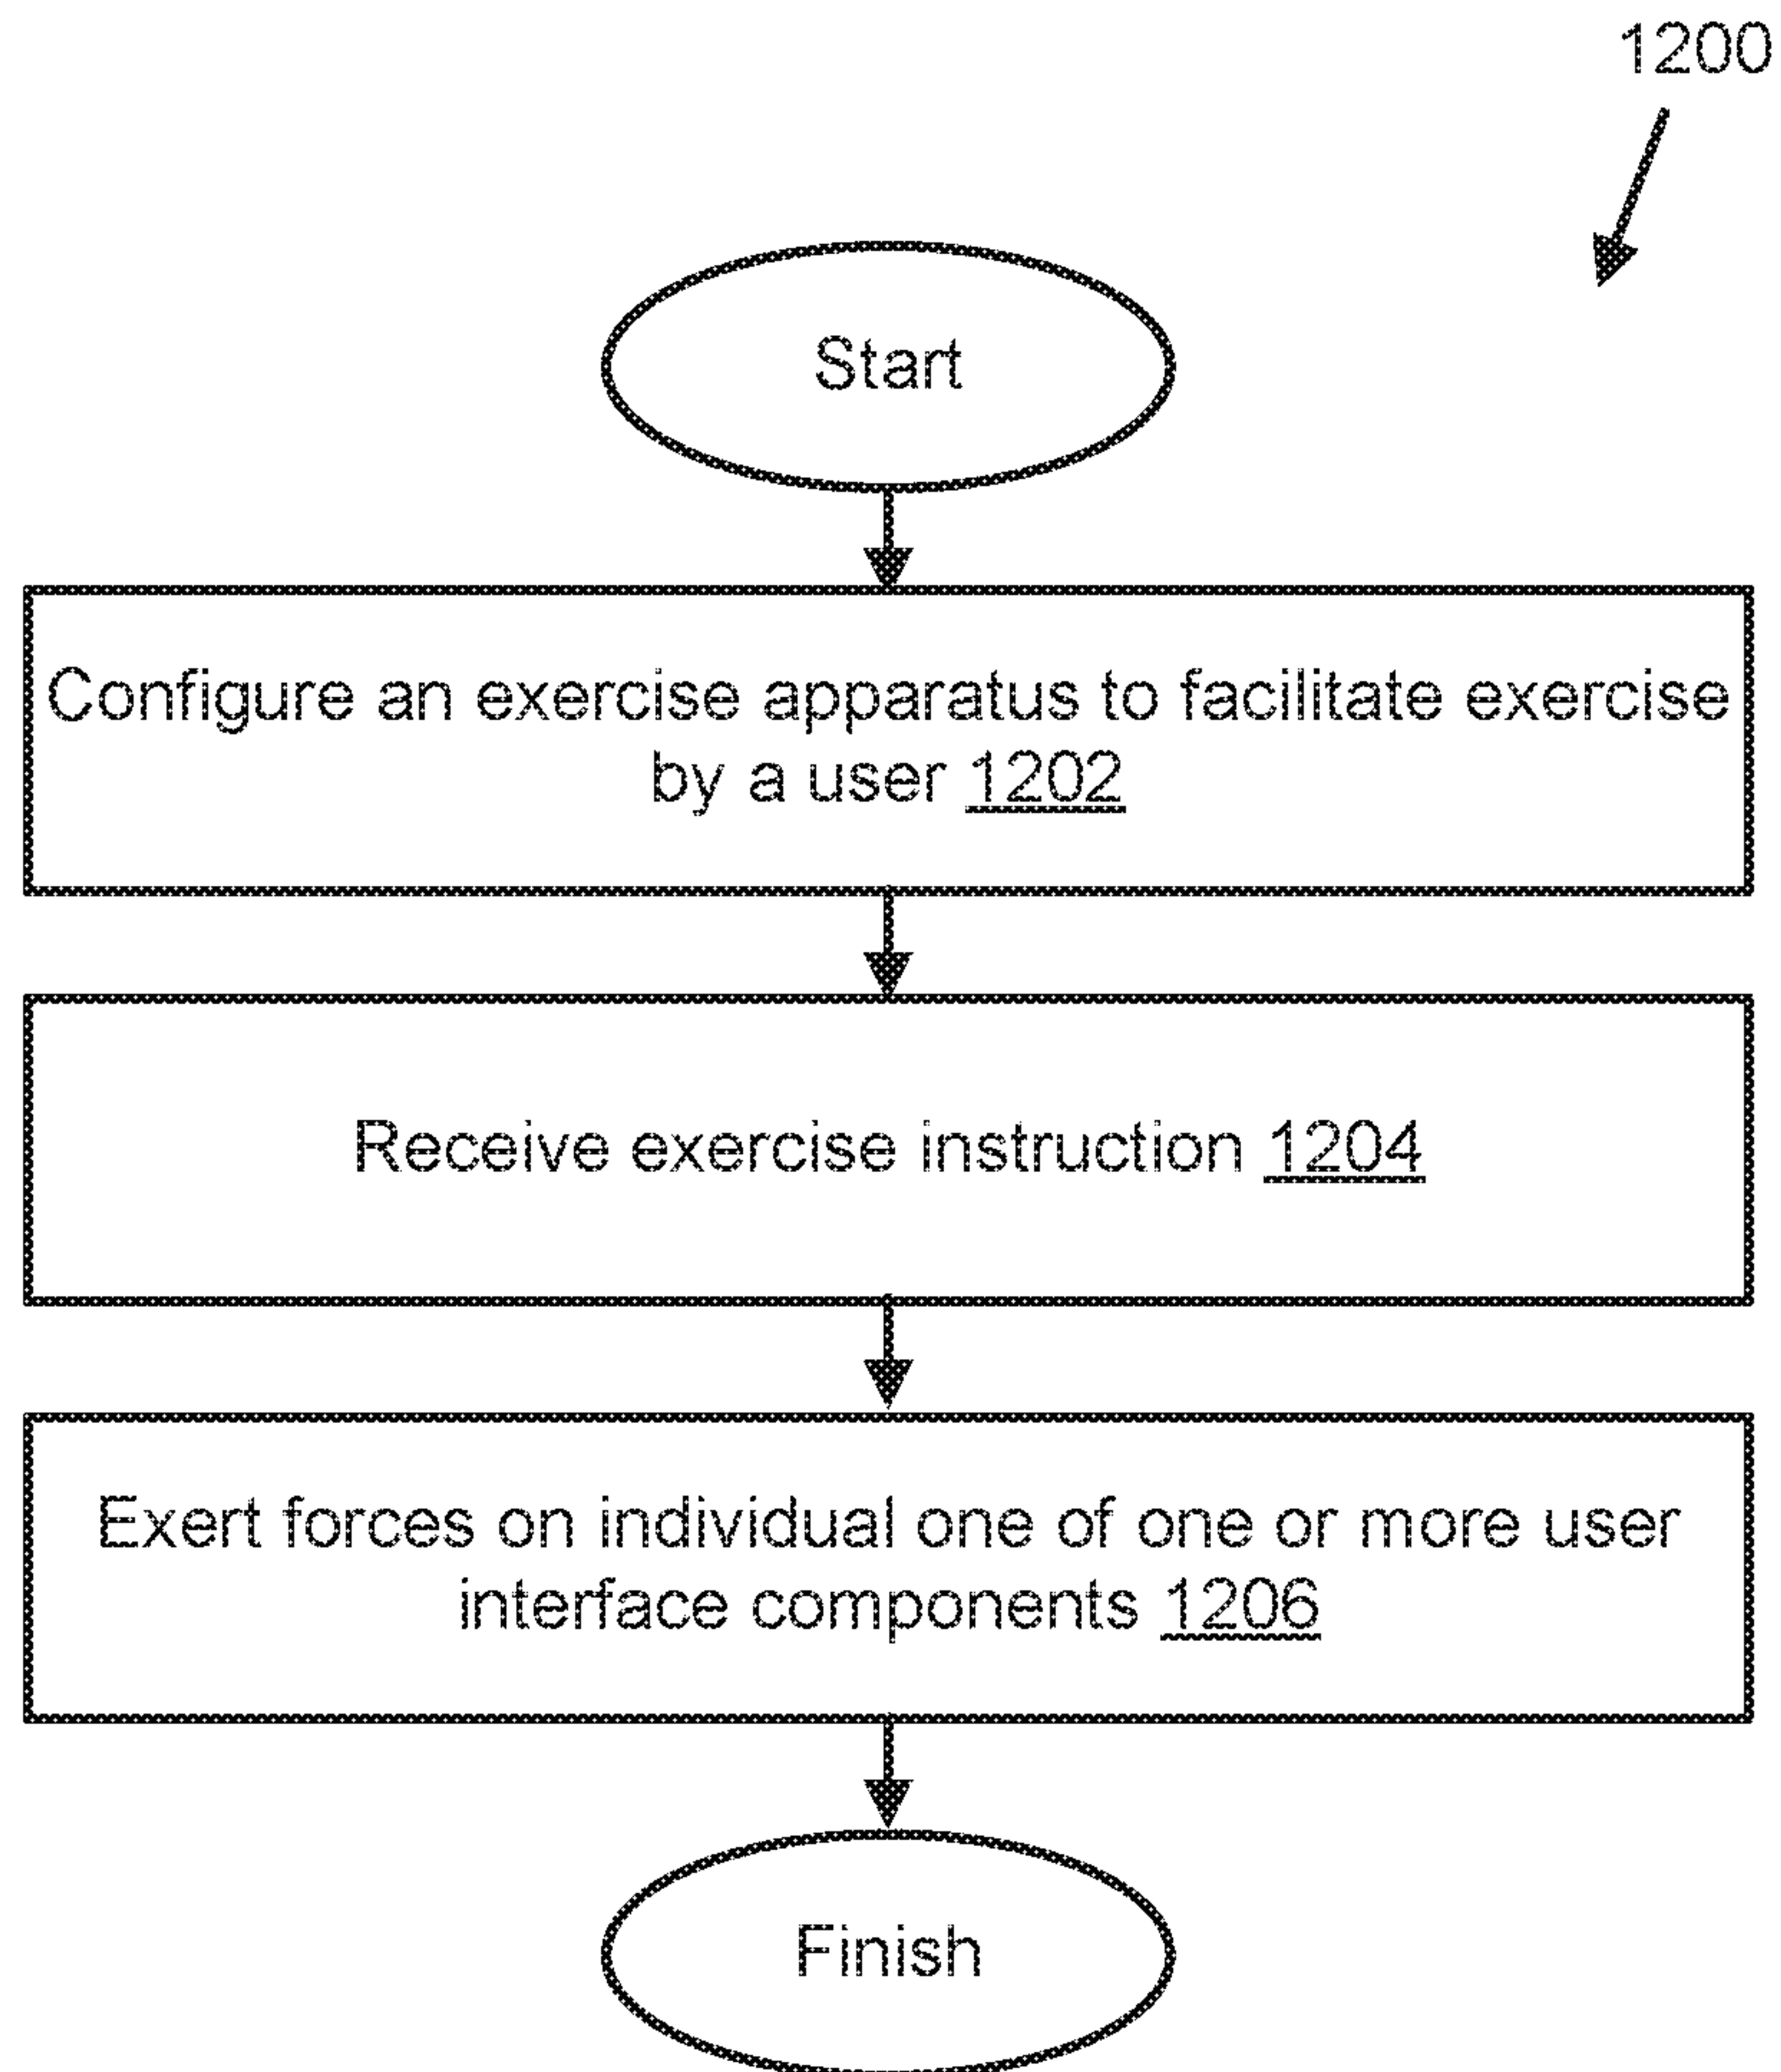 1200
Start
Configure an exercise apparatus to facilitate exercise
by a user 1202
Receive exercise instruction 1204
Exert forces on individual one of one or more user
interface components 1206
Finish